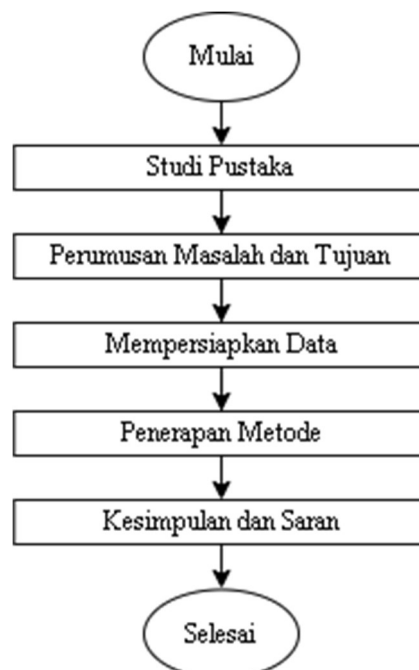 Mulai
Studi Pustaka
Perumusan Masalah dan Tujuan
Mempersiapkan Data
Penerapan Metode
Kesimpulan dan Saran
Selesai